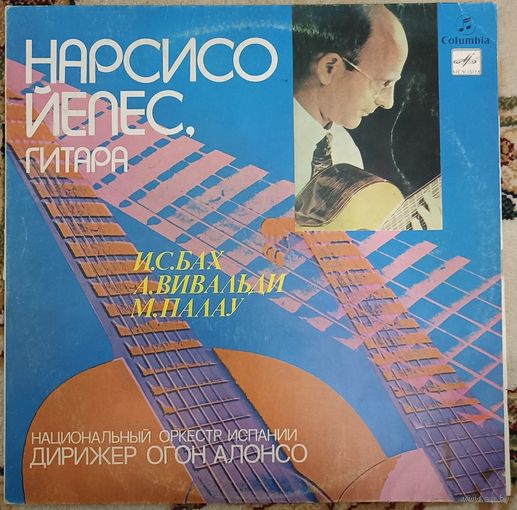 Columbia
НАРСИСО
ЙЕПЕС,
ГИТАРА
И.С.БАХ
А.ВИВАЛЬДИ
М.ПАЛАУ
НАЦИОНАЛЬНЫЙ ОРКЕСТР ИСПАНИИ
ДИРИЖЕР ОГОН АЛОНСО